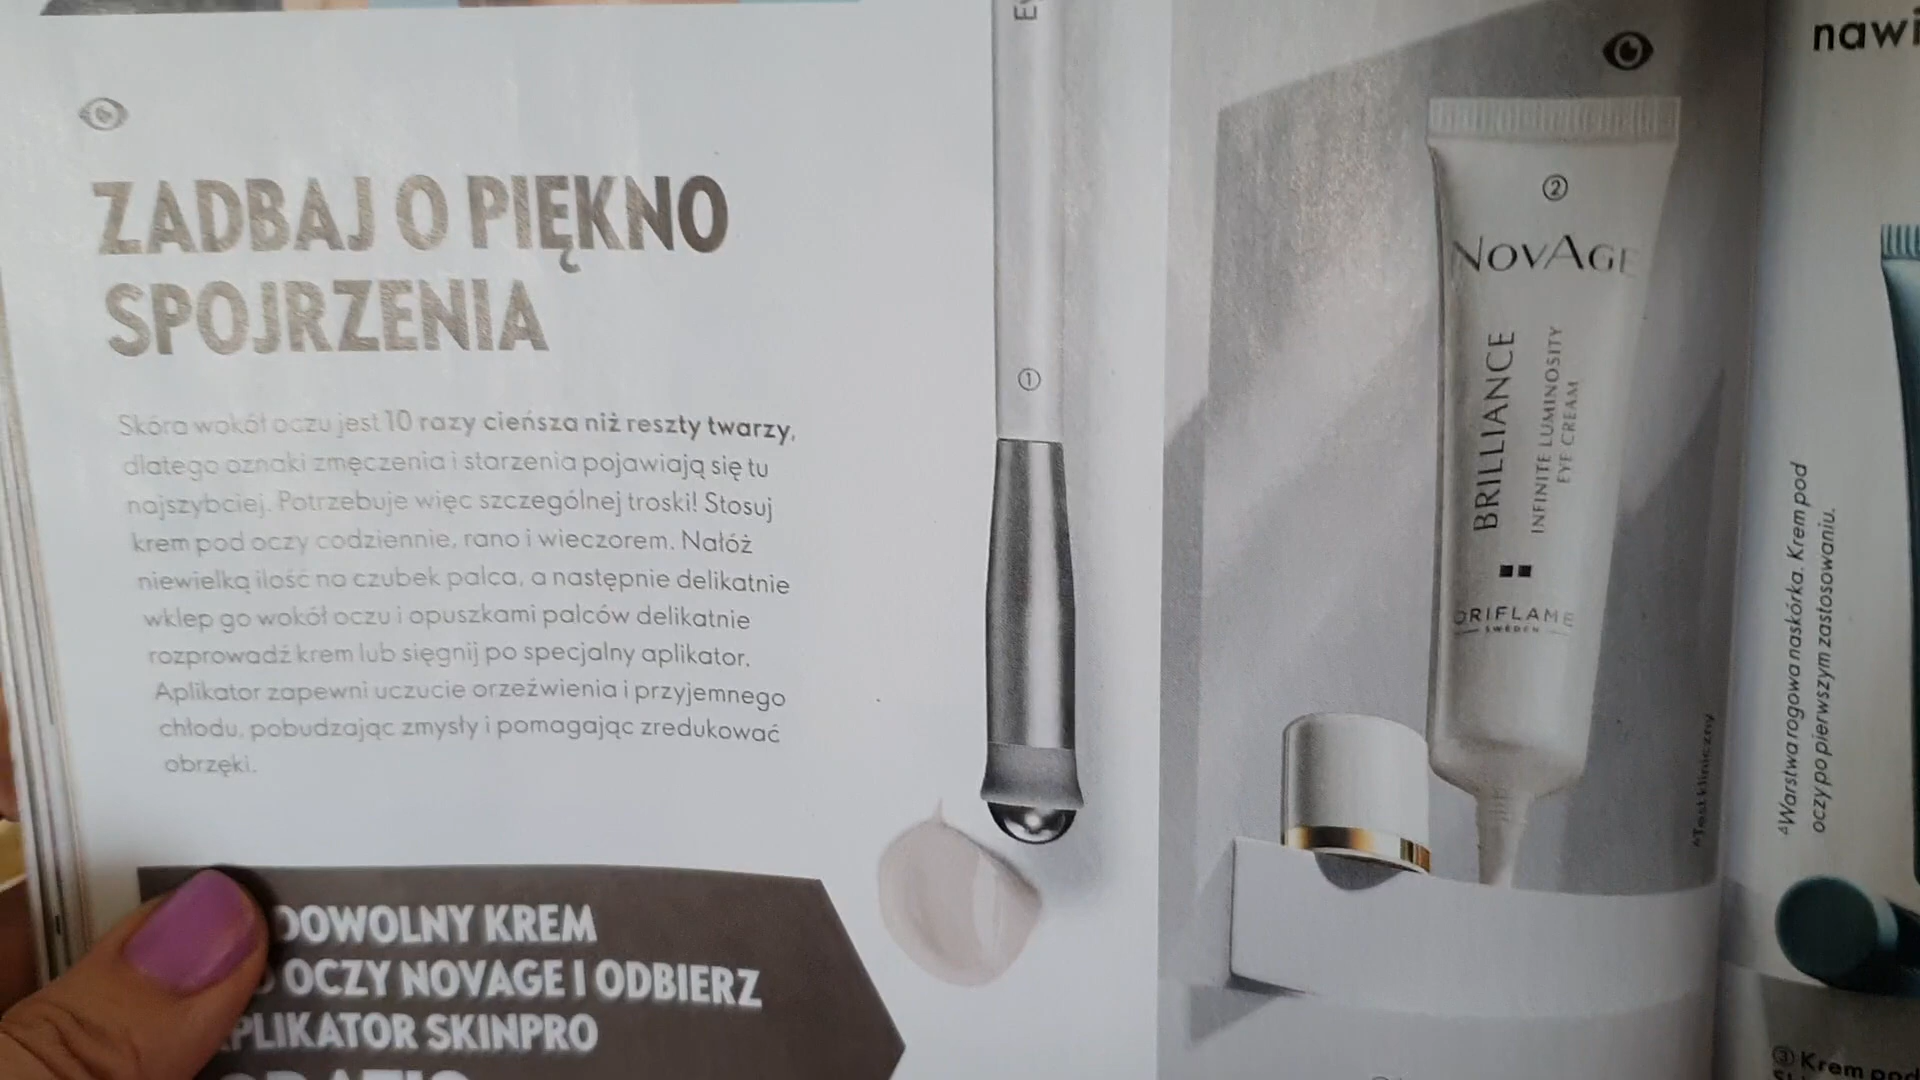 ZADBAJ O PIĘKNO
SPOJRZENIA
Skóra wokół oczu jest 10 razy cieńsza niż reszty twarzy,
dlatego oznaki zmęczenia i starzenia pojawiają się tu
najszybciej. Potrzebuje więc szczególnej troski! Stosuj
krem pod oczy codziennie, rano i wieczorem. Nałóż
niewielką ilość na czubek palca, a następnie delikatnie
wklep go wokół oczu i opuszkami palców delikatnie
rozprowadź krem lub sięgnij po specjalny aplikator.
Aplikator zapewni uczucie orzeźwienia i przyjemnego
chłodu, pobudzając zmysły i pomagając zredukować
obrzęki.
DOWOLNY KREM
OCZY NOVAGE I ODBIERZ
PLIKATOR SKINPRO
①
②
NOVAGE
BRILLIANCE
INFINITE LUMINOSITY
EYE CREAM
ORIFLAME
SWEDEN
*Test kliniczny
nawi
ΔWarstwa rogowa naskórka. Krem pod
oczy po pierwszym zastosowaniu.
③ Krem pod